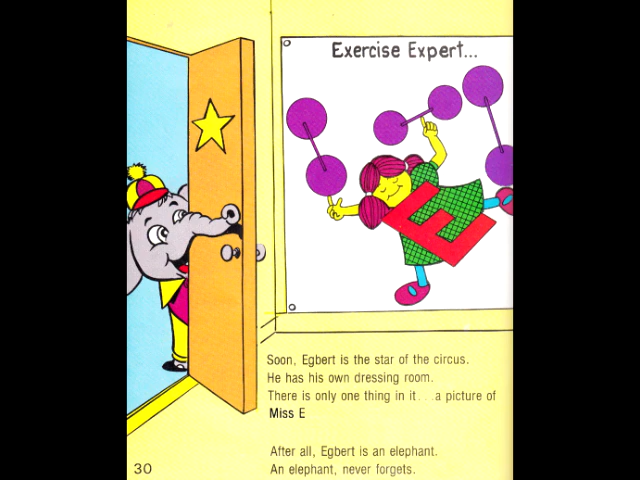 Exercise Expert...
E
Soon, Egbert is the star of the circus.
He has his own dressing room.
There is only one thing in it...a picture of
Miss E
After all, Egbert is an elephant.
An elephant, never forgets.
30